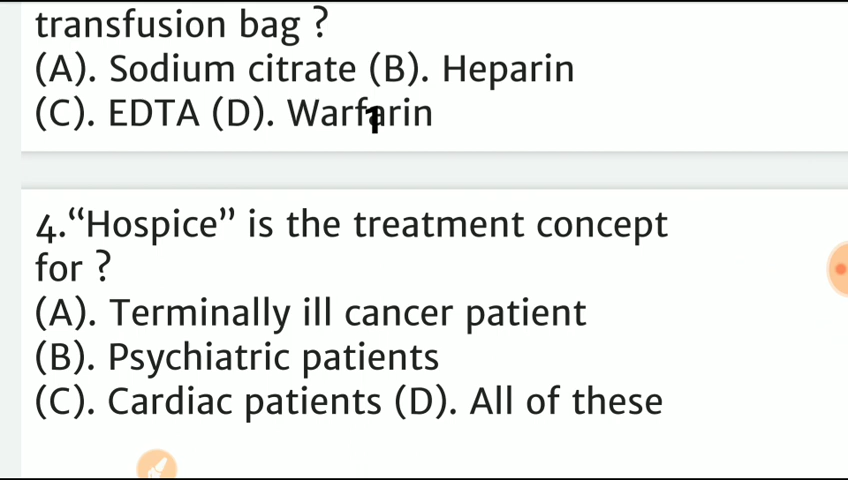 transfusion bag ?
(A). Sodium citrate (B). Heparin
(C). EDTA (D). Warfarin
1
4.“Hospice” is the treatment concept
for ?
(A). Terminally ill cancer patient
(B). Psychiatric patients
(C). Cardiac patients (D). All of these